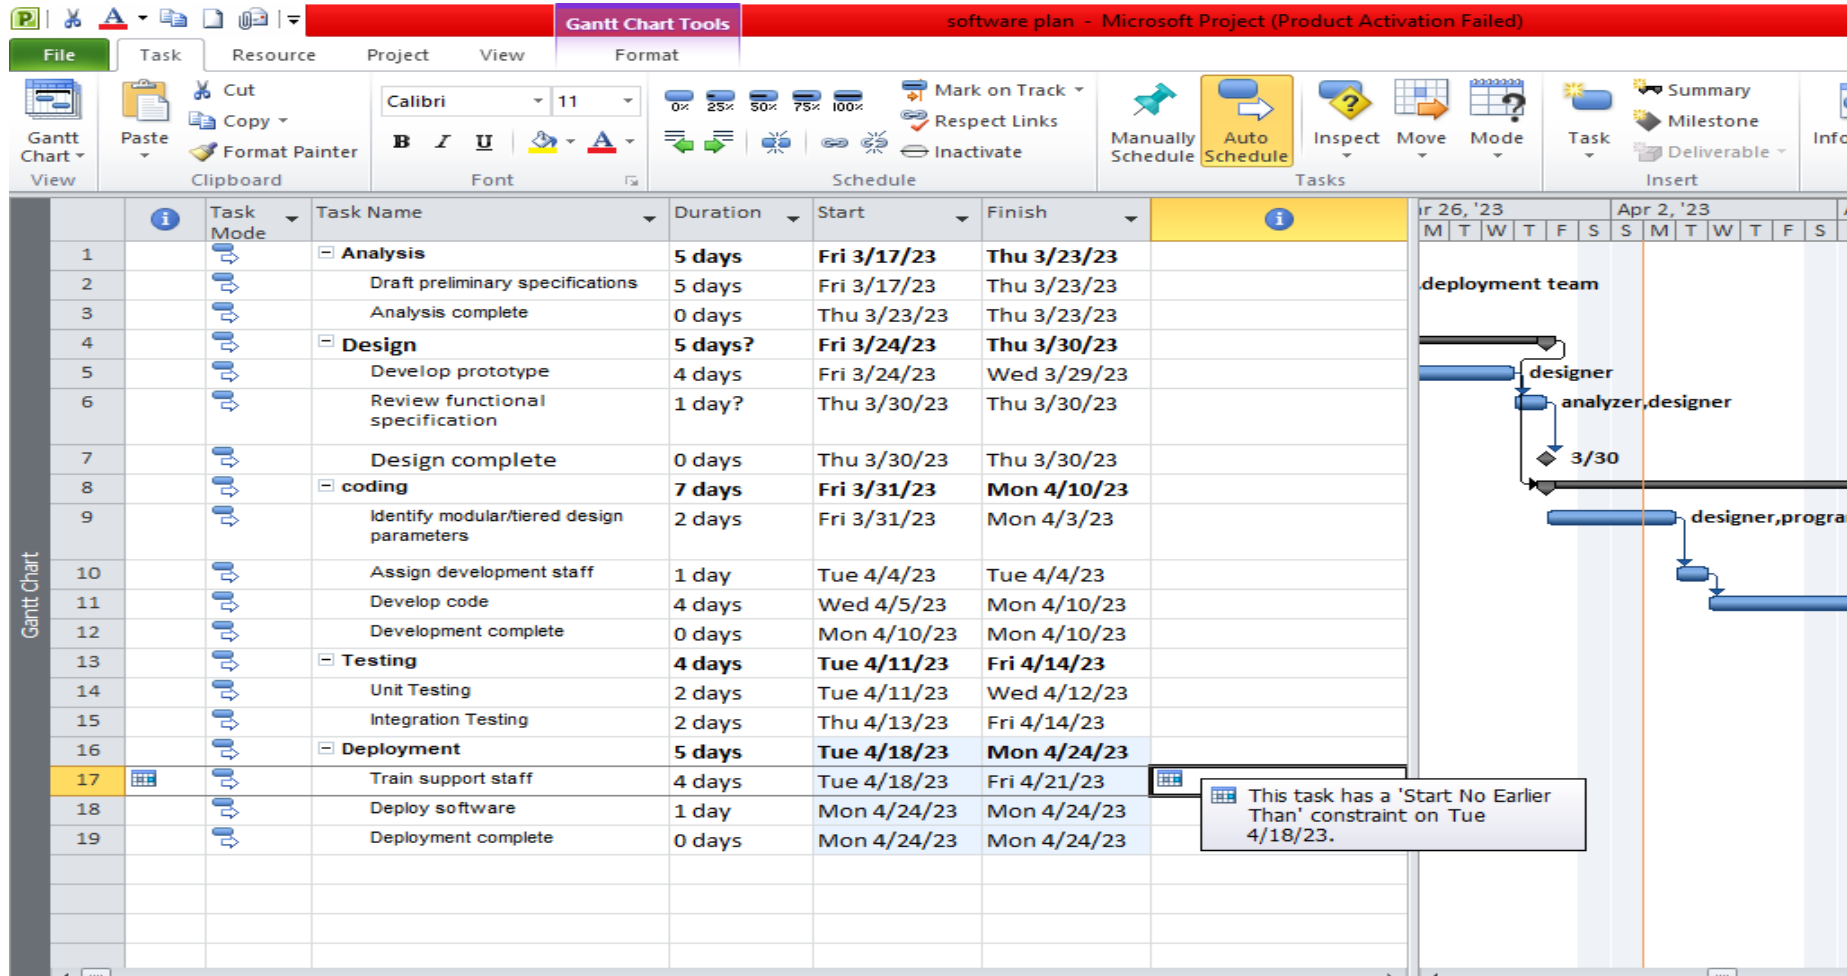 Gantt Chart Tools
software plan - Microsoft Project (Product Activation Failed)
File Task Resource Project View Format
Gantt Chart
Paste
Cut
Copy
Format Painter
Calibri 11
B I U A
0% 25% 50% 75% 100%
Mark on Track
Respect Links
Inactivate
Manually Schedule
Auto Schedule
Inspect Move Mode
Task
Summary
Milestone
Deliverable
View Clipboard Font Schedule Tasks Insert
Task Mode Task Name Duration Start Finish
26, '23 Apr 2, '23
M T W T F S S M T W T F S
1 Analysis 5 days Fri 3/17/23 Thu 3/23/23
2 Draft preliminary specifications 5 days Fri 3/17/23 Thu 3/23/23 ,deployment team
3 Analysis complete 0 days Thu 3/23/23 Thu 3/23/23
4 Design 5 days? Fri 3/24/23 Thu 3/30/23
5 Develop prototype 4 days Fri 3/24/23 Wed 3/29/23 designer
6 Review functional specification 1 day? Thu 3/30/23 Thu 3/30/23 analyzer,designer
7 Design complete 0 days Thu 3/30/23 Thu 3/30/23 3/30
8 coding 7 days Fri 3/31/23 Mon 4/10/23
9 Identify modular/tiered design parameters 2 days Fri 3/31/23 Mon 4/3/23 designer,progra
10 Assign development staff 1 day Tue 4/4/23 Tue 4/4/23
11 Develop code 4 days Wed 4/5/23 Mon 4/10/23
12 Development complete 0 days Mon 4/10/23 Mon 4/10/23
13 Testing 4 days Tue 4/11/23 Fri 4/14/23
14 Unit Testing 2 days Tue 4/11/23 Wed 4/12/23
15 Integration Testing 2 days Thu 4/13/23 Fri 4/14/23
16 Deployment 5 days Tue 4/18/23 Mon 4/24/23
17 Train support staff 4 days Tue 4/18/23 Fri 4/21/23
18 Deploy software 1 day Mon 4/24/23 Mon 4/24/23
19 Deployment complete 0 days Mon 4/24/23 Mon 4/24/23
This task has a 'Start No Earlier
Than' constraint on Tue
4/18/23.
Gantt Chart